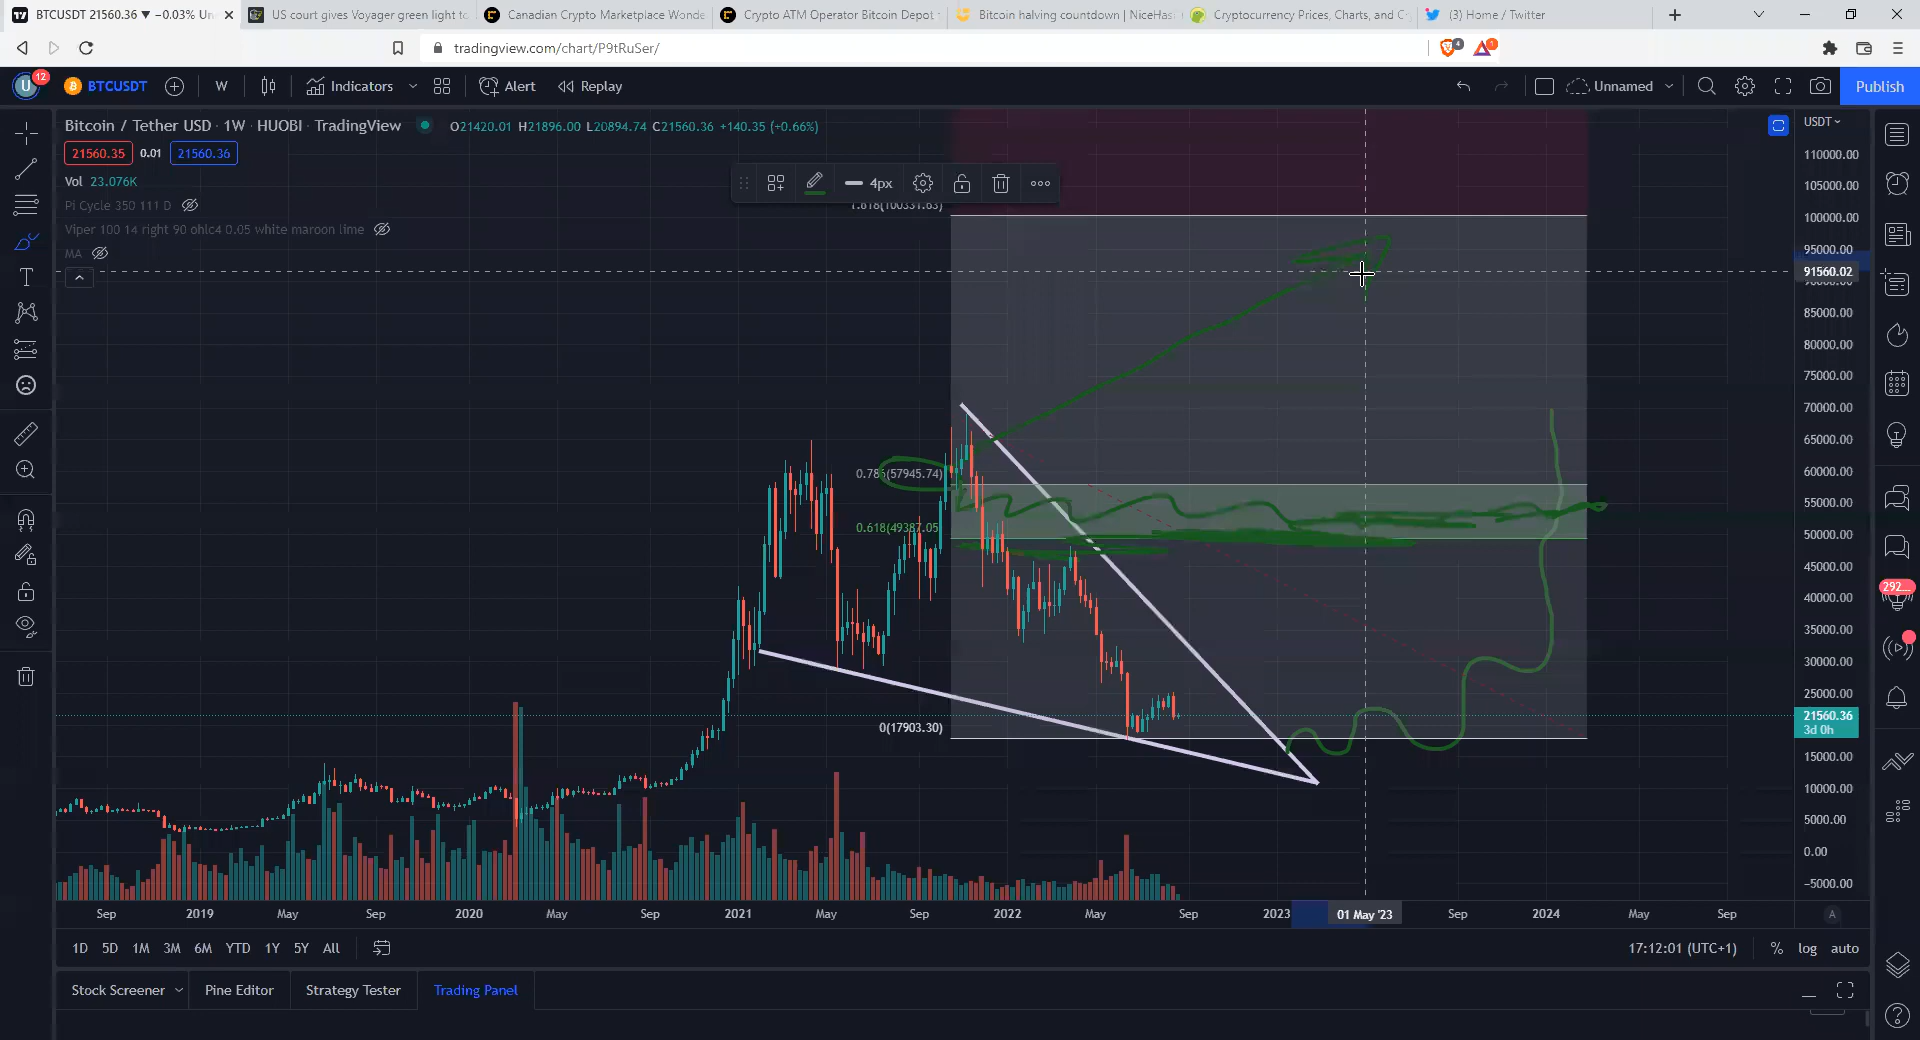 BTCUSDT 21560.36 ▼ −0.03% Un
US court gives Voyager green light to
Canadian Crypto Marketplace Wonde
Crypto ATM Operator Bitcoin Depot
Bitcoin halving countdown | NiceHas
Cryptocurrency Prices, Charts, and C
(3) Home / Twitter
tradingview.com/chart/P9tRuSer/
4
1
U
12
BTCUSDT
W
Indicators
Alert
Replay
Unnamed
Publish
Bitcoin / Tether USD · 1W · HUOBI · TradingView
O21420.01 H21896.00 L20894.74 C21560.36 +140.35 (+0.66%)
USDT
21560.35 0.01 21560.36
Vol 23.076K
Pi Cycle 350 111 D
Viper 100 14 right 90 ohlc4 0.05 white maroon lime
MA
4px
1.618(100331.63)
0.786(57945.74)
0.618(49387.05)
0(17903.30)
110000.00
105000.00
100000.00
95000.00
91560.02
90000.00
85000.00
80000.00
75000.00
70000.00
65000.00
60000.00
55000.00
50000.00
45000.00
40000.00
35000.00
30000.00
25000.00
21560.36
3d 0h
15000.00
10000.00
5000.00
0.00
−5000.00
292
Sep 2019 May Sep 2020 May Sep 2021 May Sep 2022 May Sep 2023 01 May '23 Sep 2024 May Sep
A
1D 5D 1M 3M 6M YTD 1Y 5Y All
17:12:01 (UTC+1) % log auto
Stock Screener Pine Editor Strategy Tester Trading Panel